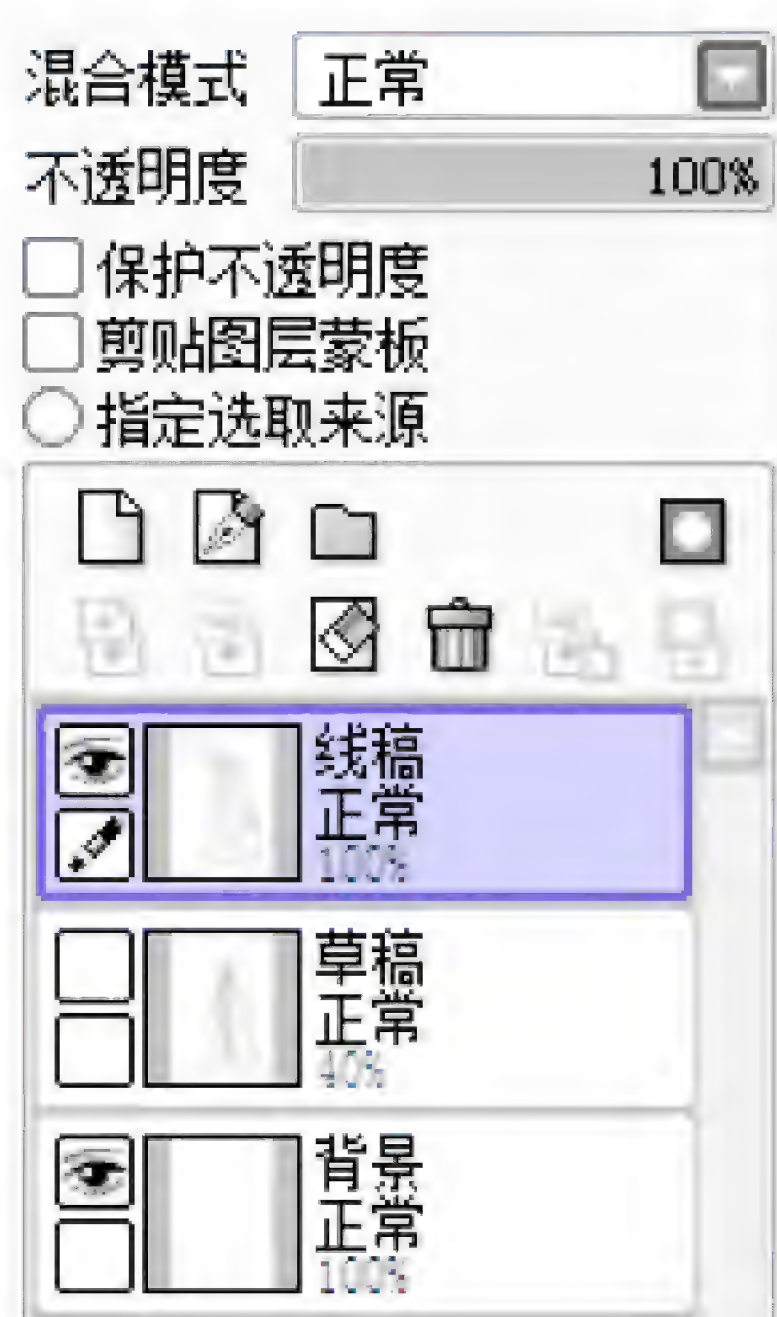 混合模式 正常
不透明度 100%
保护不透明度
剪贴图层蒙板
指定选取来源
线稿
正常
100%
草稿
正常
40%
背景
正常
100%